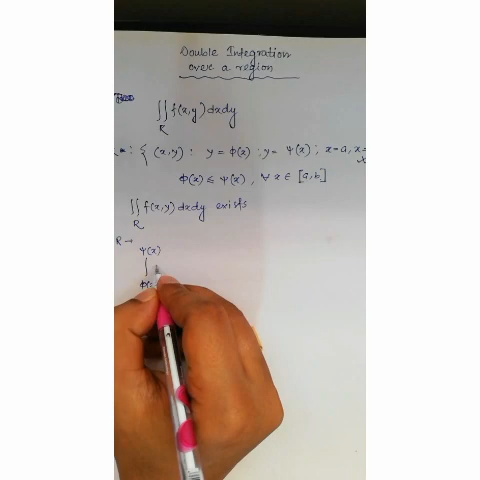 Double Integration
over a region
∬ f(x,y) dxdy
R
: { (x,y) : y = φ(x) : y = ψ(x) ; x=a, x=
φ(x) ≤ ψ(x) , ∀ x ∈ [a,b]
∬ f(x,y) dxdy exists
R
R →
ψ(x)
∫
φ(